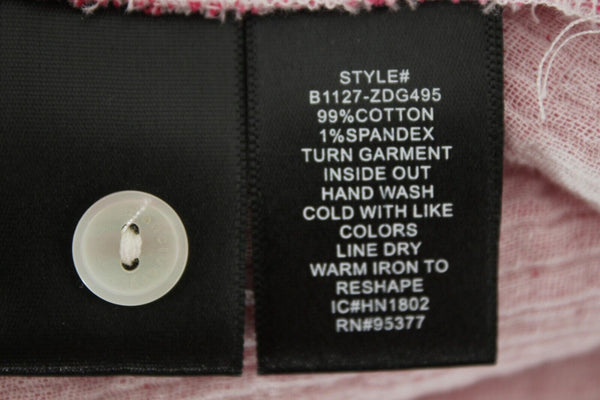 STYLE#
B1127-ZDG495
99%COTTON
1%SPANDEX
TURN GARMENT
INSIDE OUT
HAND WASH
COLD WITH LIKE
COLORS
LINE DRY
WARM IRON TO
RESHAPE
IC#HN1802
RN#95377